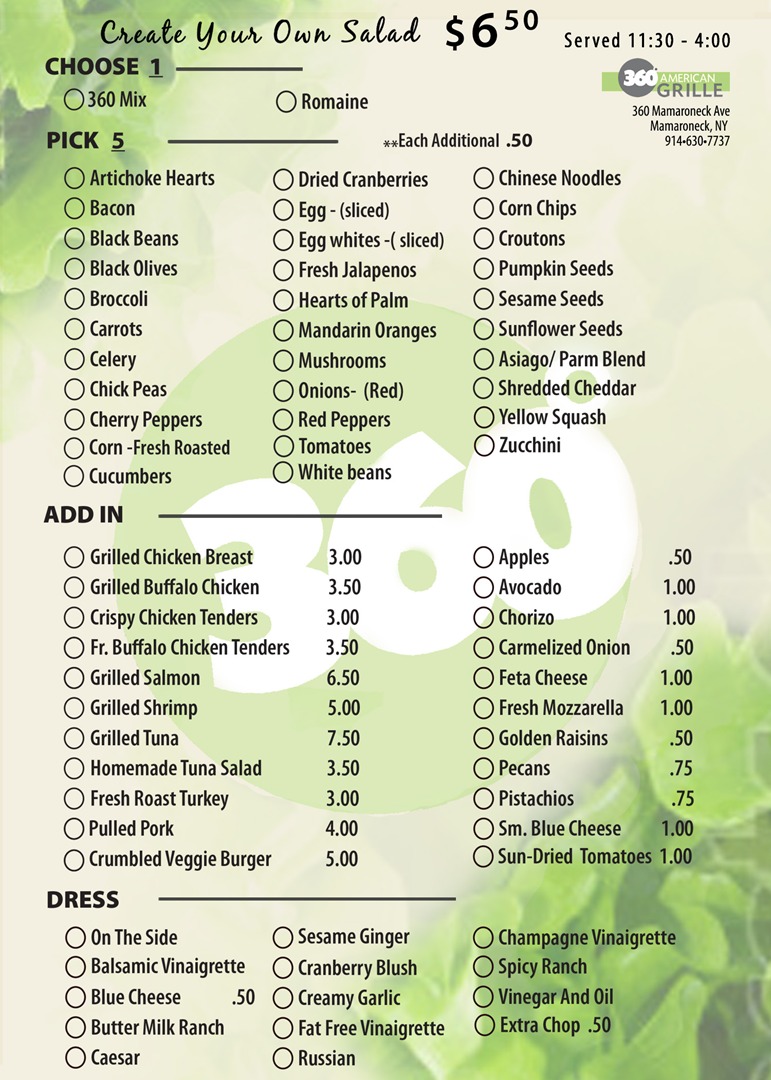 Create Your Own Salad $6 50 Served 11:30 - 4:00
CHOOSE 1
360° AMERICAN GRILLE
360 Mamaroneck Ave
Mamaroneck, NY
914•630•7737
360 Mix
Romaine
PICK 5
**Each Additional .50
Artichoke Hearts
Bacon
Black Beans
Black Olives
Broccoli
Carrots
Celery
Chick Peas
Cherry Peppers
Corn -Fresh Roasted
Cucumbers
Dried Cranberries
Egg - (sliced)
Egg whites -( sliced)
Fresh Jalapenos
Hearts of Palm
Mandarin Oranges
Mushrooms
Onions- (Red)
Red Peppers
Tomatoes
White beans
Chinese Noodles
Corn Chips
Croutons
Pumpkin Seeds
Sesame Seeds
Sunflower Seeds
Asiago/ Parm Blend
Shredded Cheddar
Yellow Squash
Zucchini
360°
ADD IN
Grilled Chicken Breast 3.00
Grilled Buffalo Chicken 3.50
Crispy Chicken Tenders 3.00
Fr. Buffalo Chicken Tenders 3.50
Grilled Salmon 6.50
Grilled Shrimp 5.00
Grilled Tuna 7.50
Homemade Tuna Salad 3.50
Fresh Roast Turkey 3.00
Pulled Pork 4.00
Crumbled Veggie Burger 5.00
Apples .50
Avocado 1.00
Chorizo 1.00
Carmelized Onion .50
Feta Cheese 1.00
Fresh Mozzarella 1.00
Golden Raisins .50
Pecans .75
Pistachios .75
Sm. Blue Cheese 1.00
Sun-Dried Tomatoes 1.00
DRESS
On The Side
Balsamic Vinaigrette
Blue Cheese .50
Butter Milk Ranch
Caesar
Sesame Ginger
Cranberry Blush
Creamy Garlic
Fat Free Vinaigrette
Russian
Champagne Vinaigrette
Spicy Ranch
Vinegar And Oil
Extra Chop .50